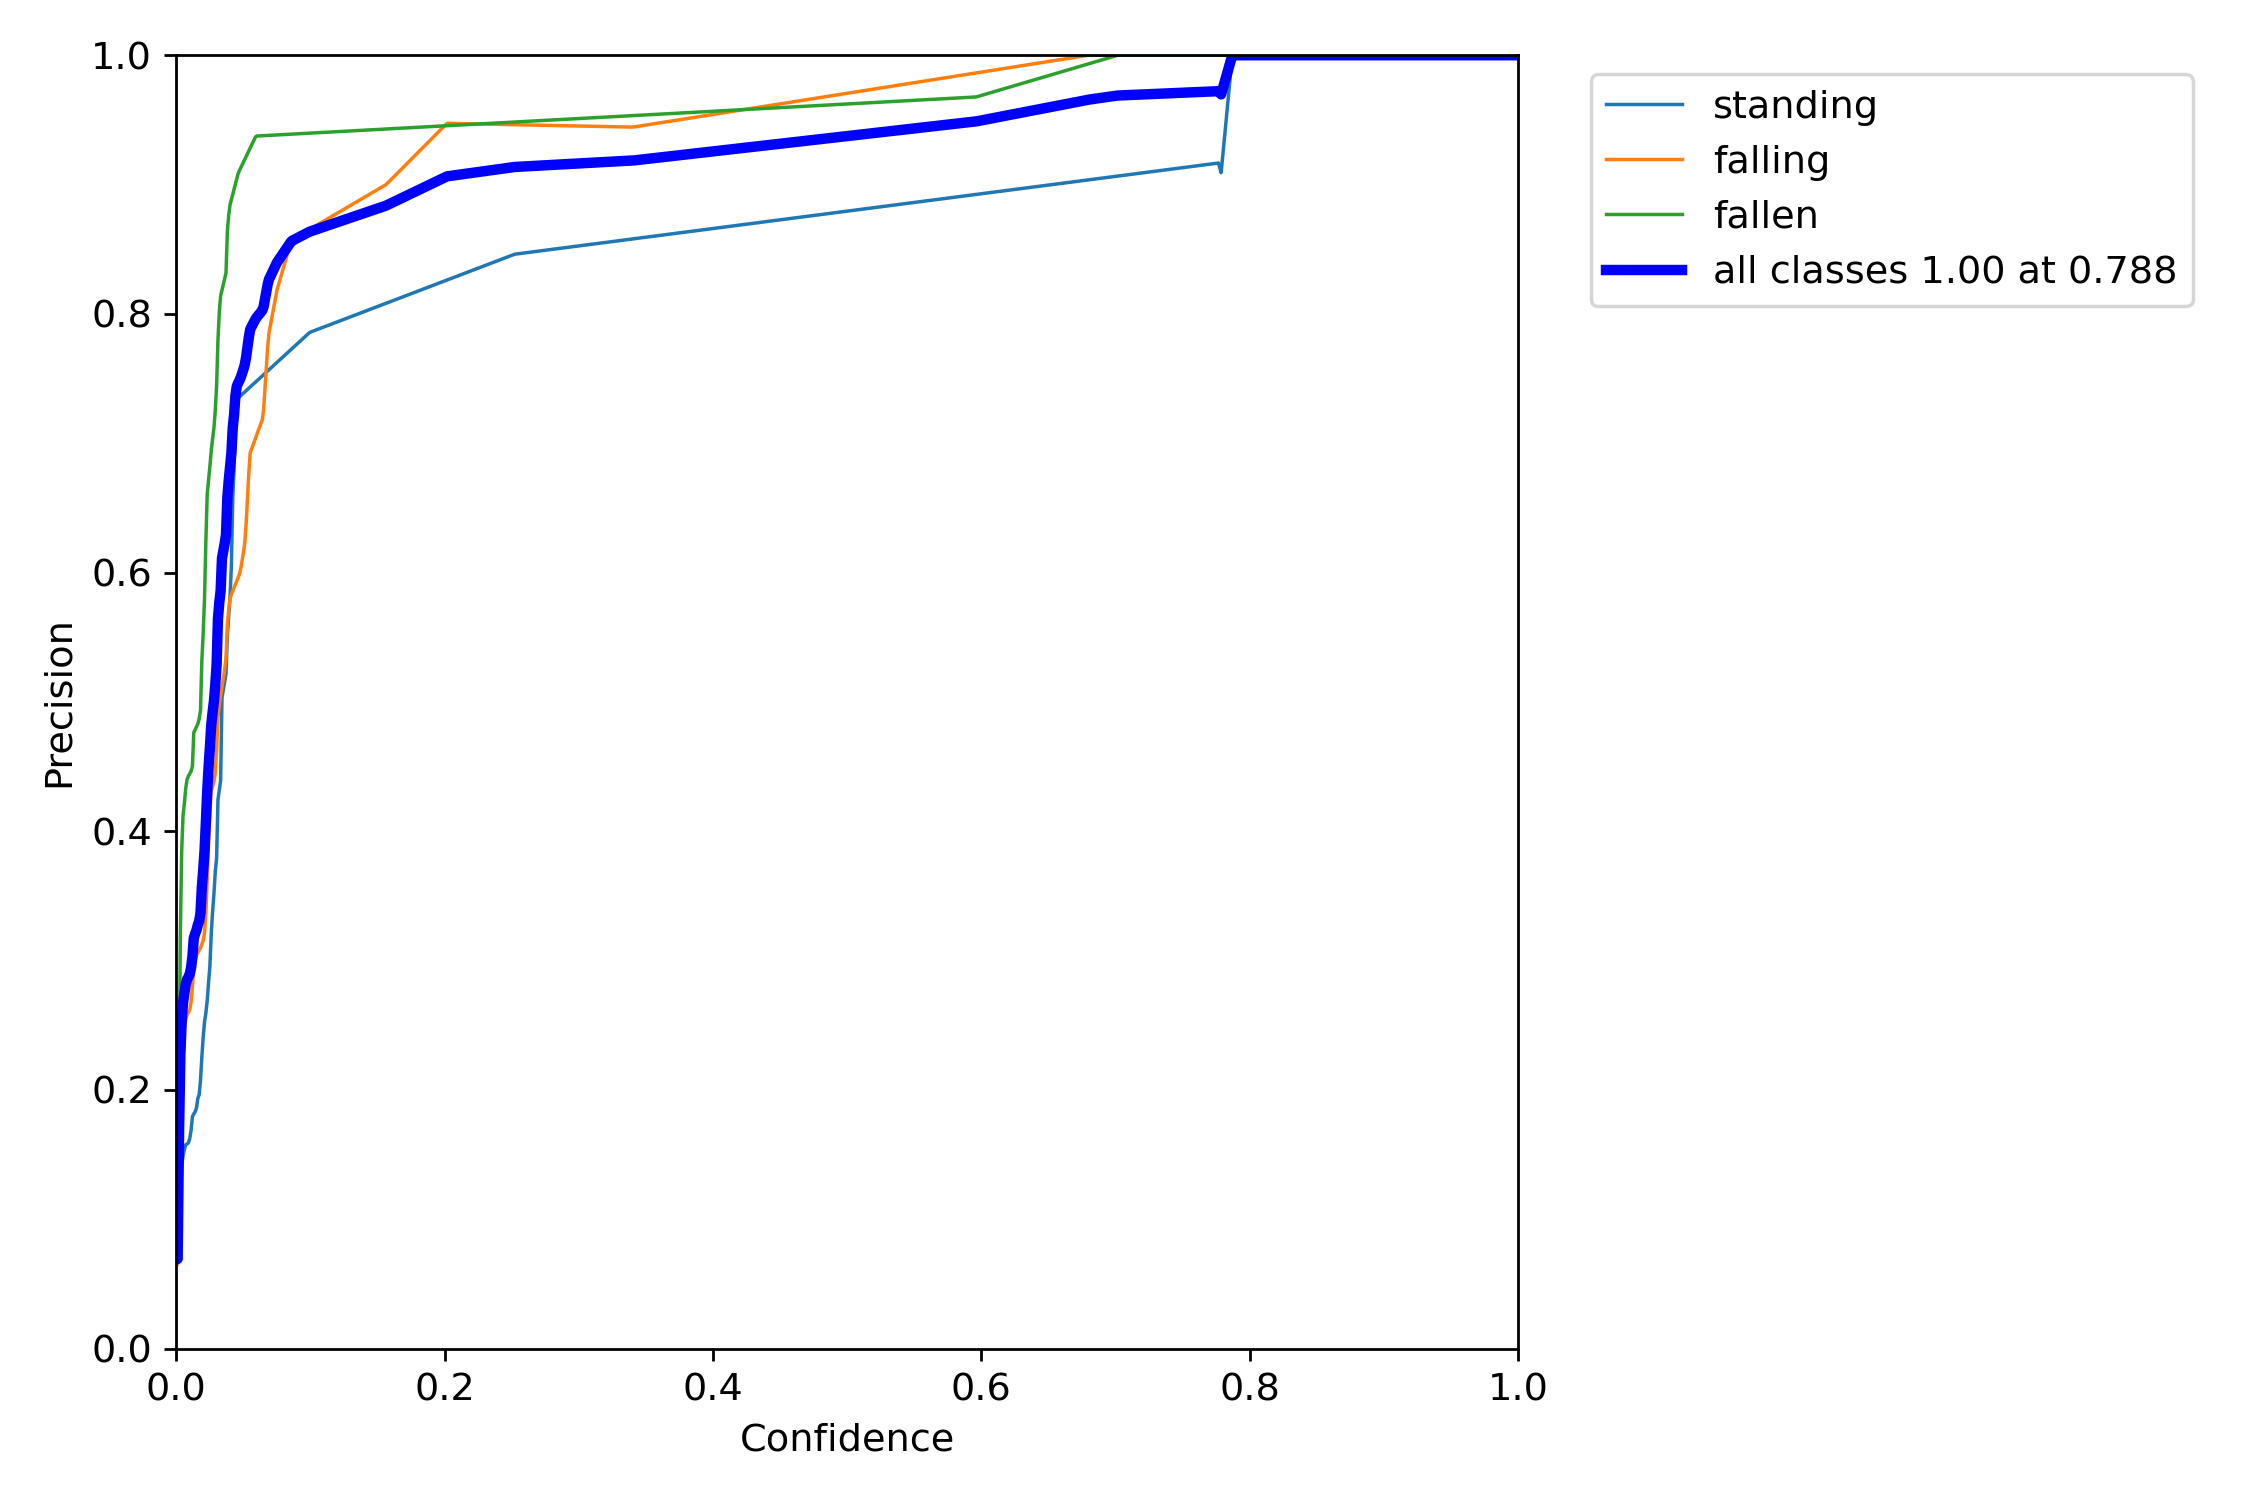 1.0
0.8
0.6
0.4
0.2
0.0
Precision
0.0 0.2 0.4 0.6 0.8 1.0
Confidence
standing
falling
fallen
all classes 1.00 at 0.788